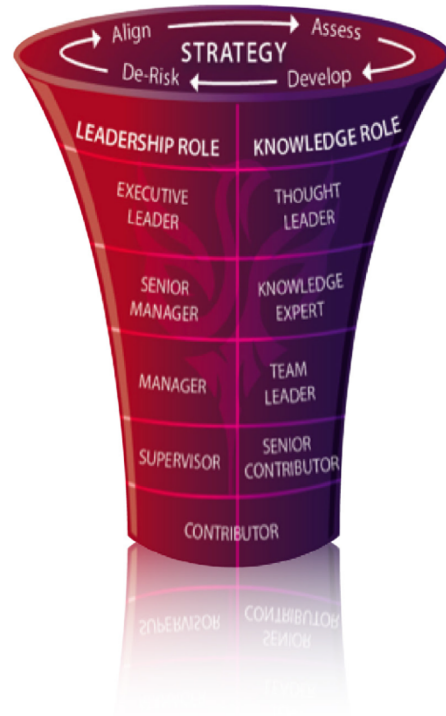 Align
Assess
STRATEGY
De-Risk
Develop
LEADERSHIP ROLE
KNOWLEDGE ROLE
EXECUTIVE
LEADER
THOUGHT
LEADER
SENIOR
MANAGER
KNOWLEDGE
EXPERT
MANAGER
TEAM
LEADER
SUPERVISOR
SENIOR
CONTRIBUTOR
CONTRIBUTOR